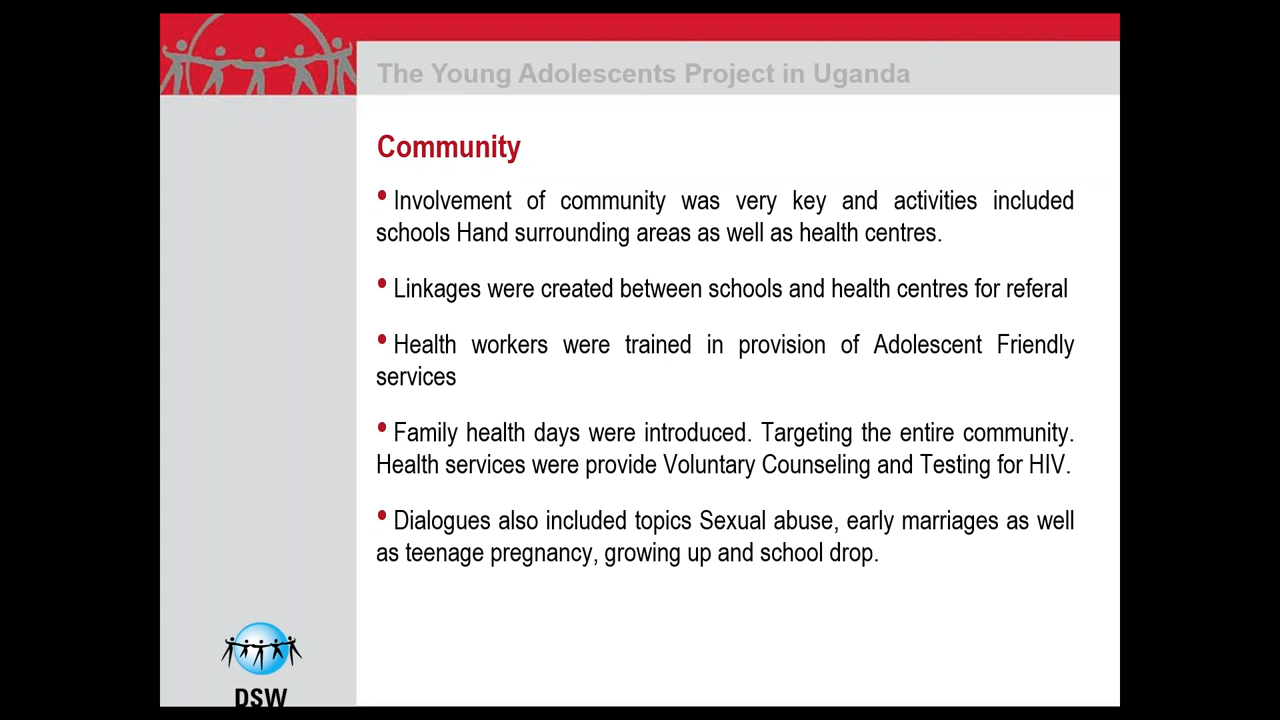 The Young Adolescents Project in Uganda
Community
• Involvement of community was very key and activities included
schools Hand surrounding areas as well as health centres.
• Linkages were created between schools and health centres for referal
• Health workers were trained in provision of Adolescent Friendly
services
• Family health days were introduced. Targeting the entire community.
Health services were provide Voluntary Counseling and Testing for HIV.
• Dialogues also included topics Sexual abuse, early marriages as well
as teenage pregnancy, growing up and school drop.
DSW